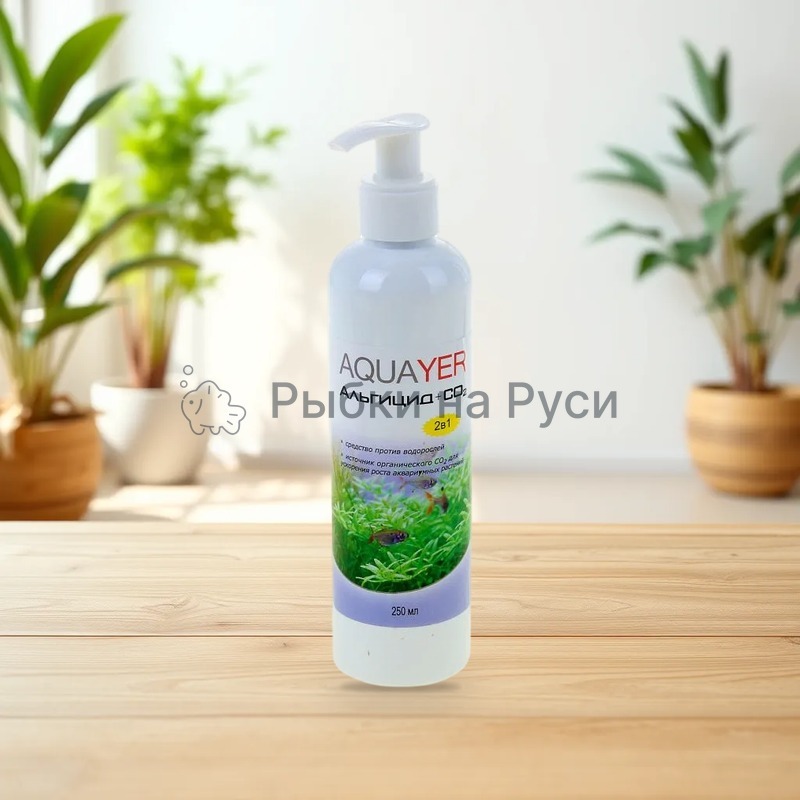 AQUAYER
Альгицид+CO₂
Рыбки на Руси
2в1
• средство против водорослей
• источник органического CO₂ для
ускорения роста аквариумных растений
250 мл